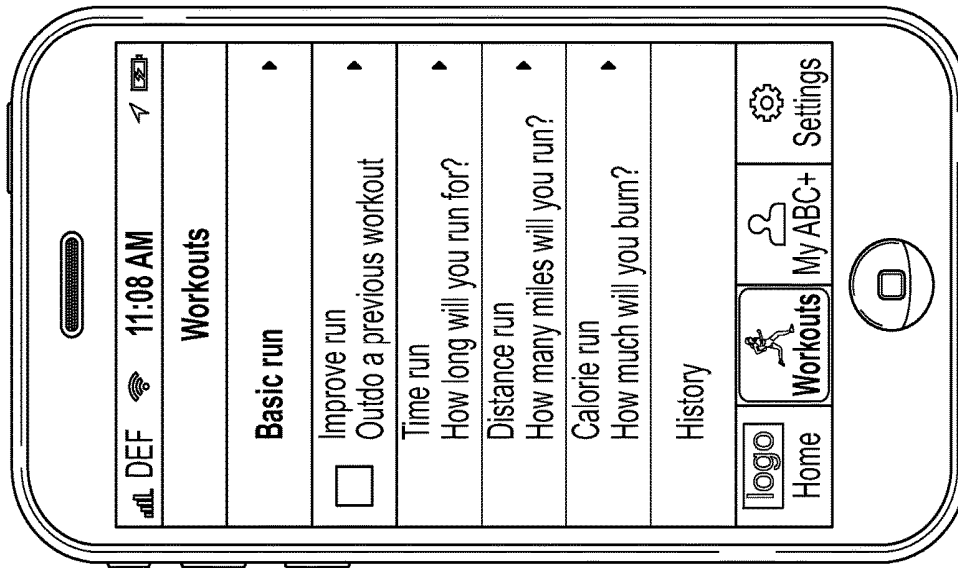 DEF 11:08 AM
Workouts
Basic run
Improve run
Outdo a previous workout
Time run
How long will you run for?
Distance run
How many miles will you run?
Calorie run
How much will you burn?
History
logo
Home
Workouts
My ABC+
Settings